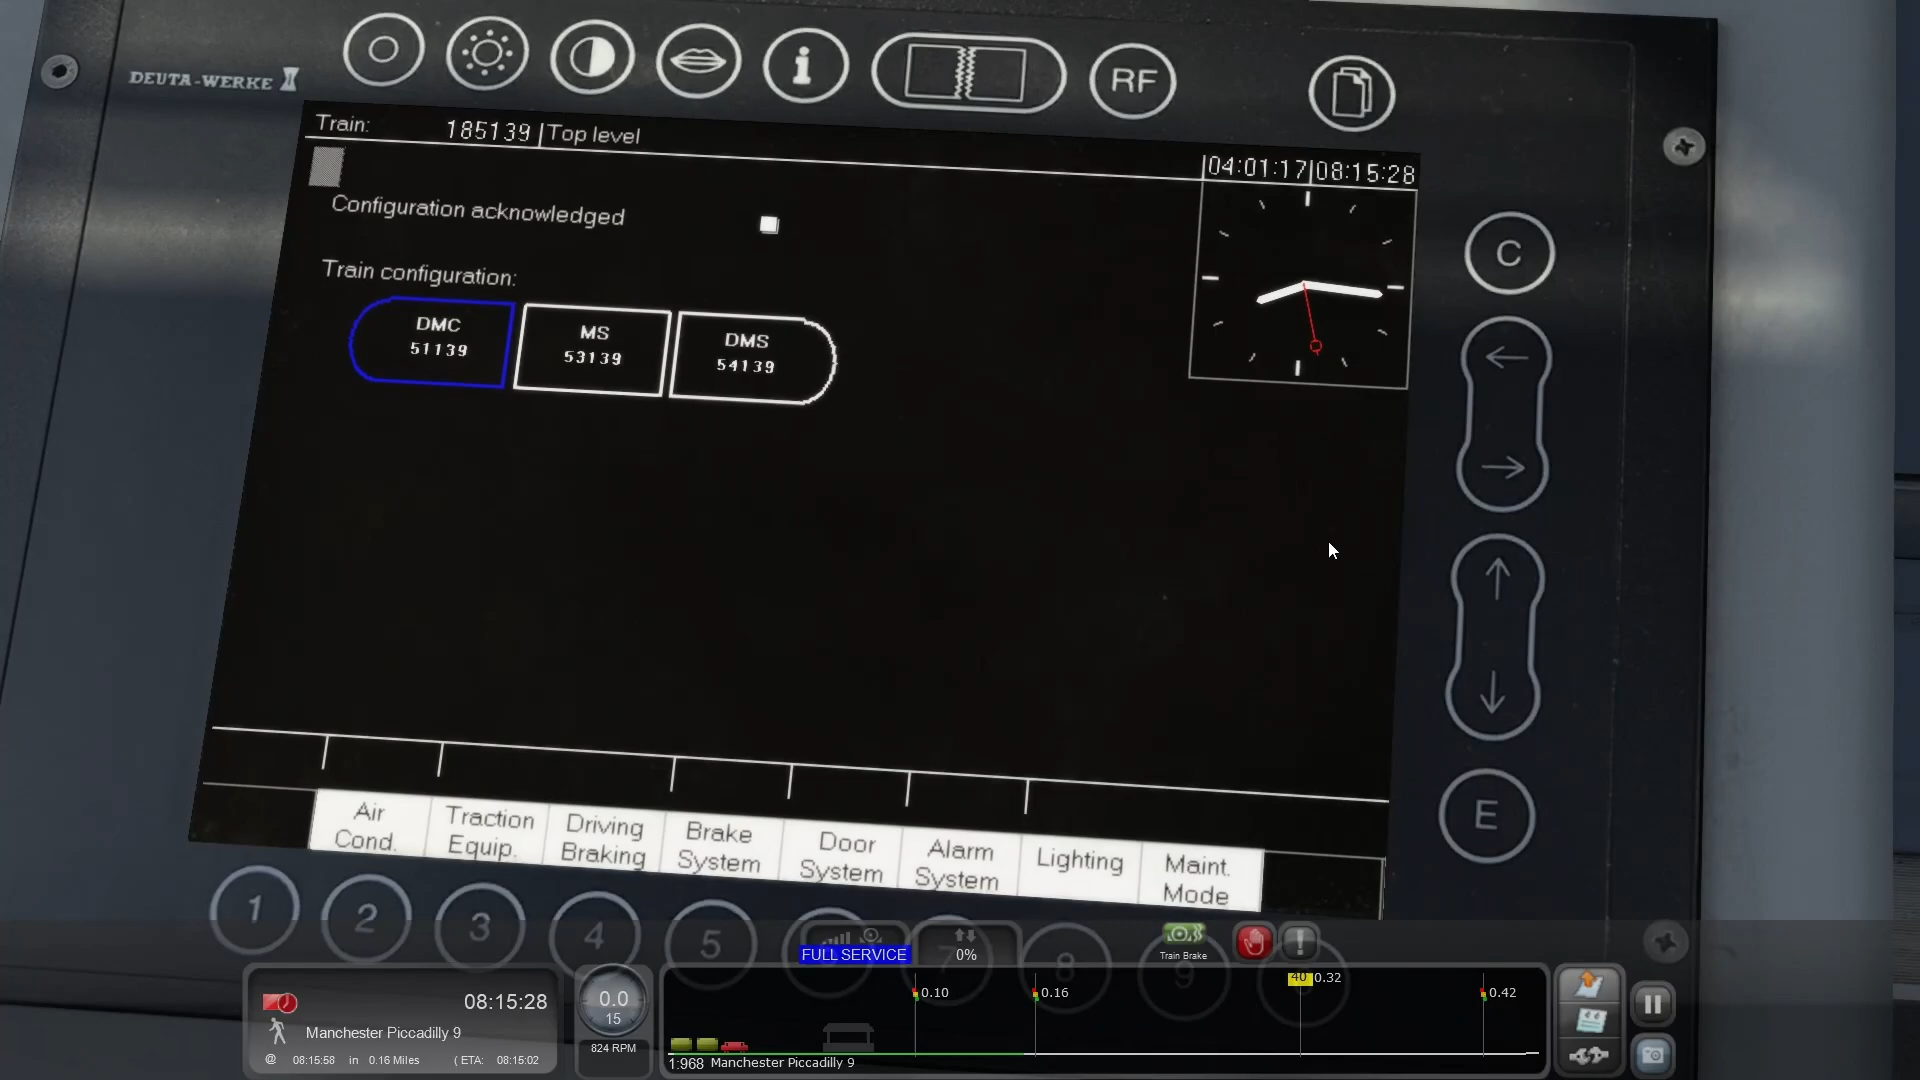 DEUTA-WERKE
RF
Train: 185139 | Top level
04:01:17|08:15:28
Configuration acknowledged
Train configuration:
DMC
51139
MS
53139
DMS
54139
C
E
Air
Cond.
Traction
Equip.
Driving
Braking
Brake
System
Door
System
Alarm
System
Lighting
Maint.
Mode
1
2
3
4
5
7
8
9
FULL SERVICE
0%
Train Brake
08:15:28
Manchester Piccadilly 9
@ 08:15:58 in 0.16 Miles (ETA: 08:15:02
0.0
15
824 RPM
0.10
0.16
40 0.32
0.42
1:968 Manchester Piccadilly 9